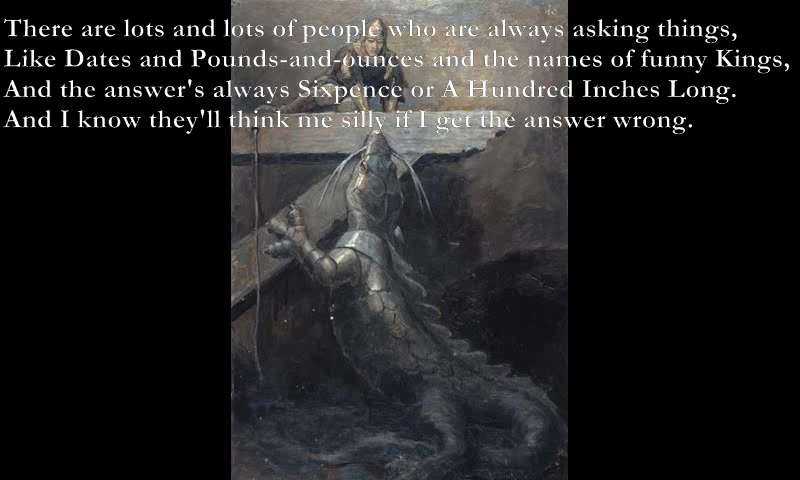 There are lots and lots of people who are always asking things,
Like Dates and Pounds-and-ounces and the names of funny Kings,
And the answer's always Sixpence or A Hundred Inches Long.
And I know they'll think me silly if I get the answer wrong.